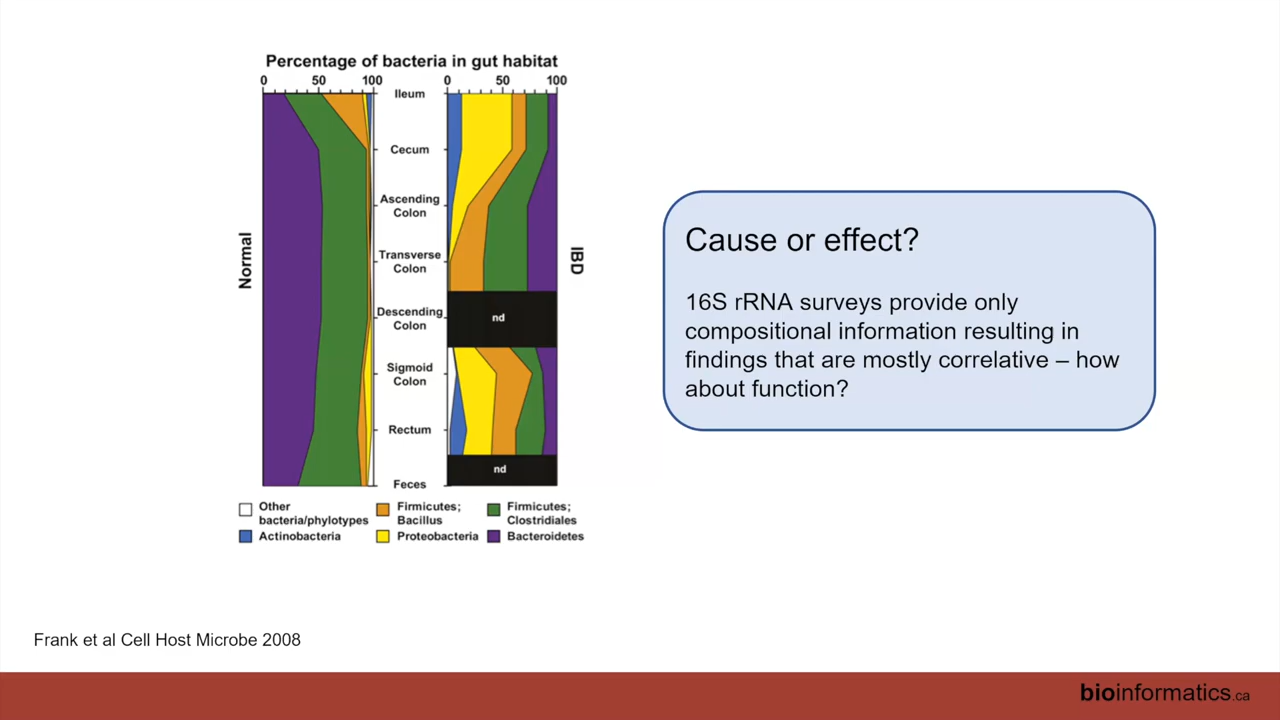 Percentage of bacteria in gut habitat
0 50 100
0 50 100
Normal
Ileum
Cecum
Ascending
Colon
Transverse
Colon
Descending
Colon
Sigmoid
Colon
Rectum
Feces
nd
nd
IBD
Other
bacteria/phylotypes
Firmicutes;
Bacillus
Firmicutes;
Clostridiales
Actinobacteria
Proteobacteria
Bacteroidetes
Cause or effect?
16S rRNA surveys provide only
compositional information resulting in
findings that are mostly correlative – how
about function?
Frank et al Cell Host Microbe 2008
bioinformatics.ca